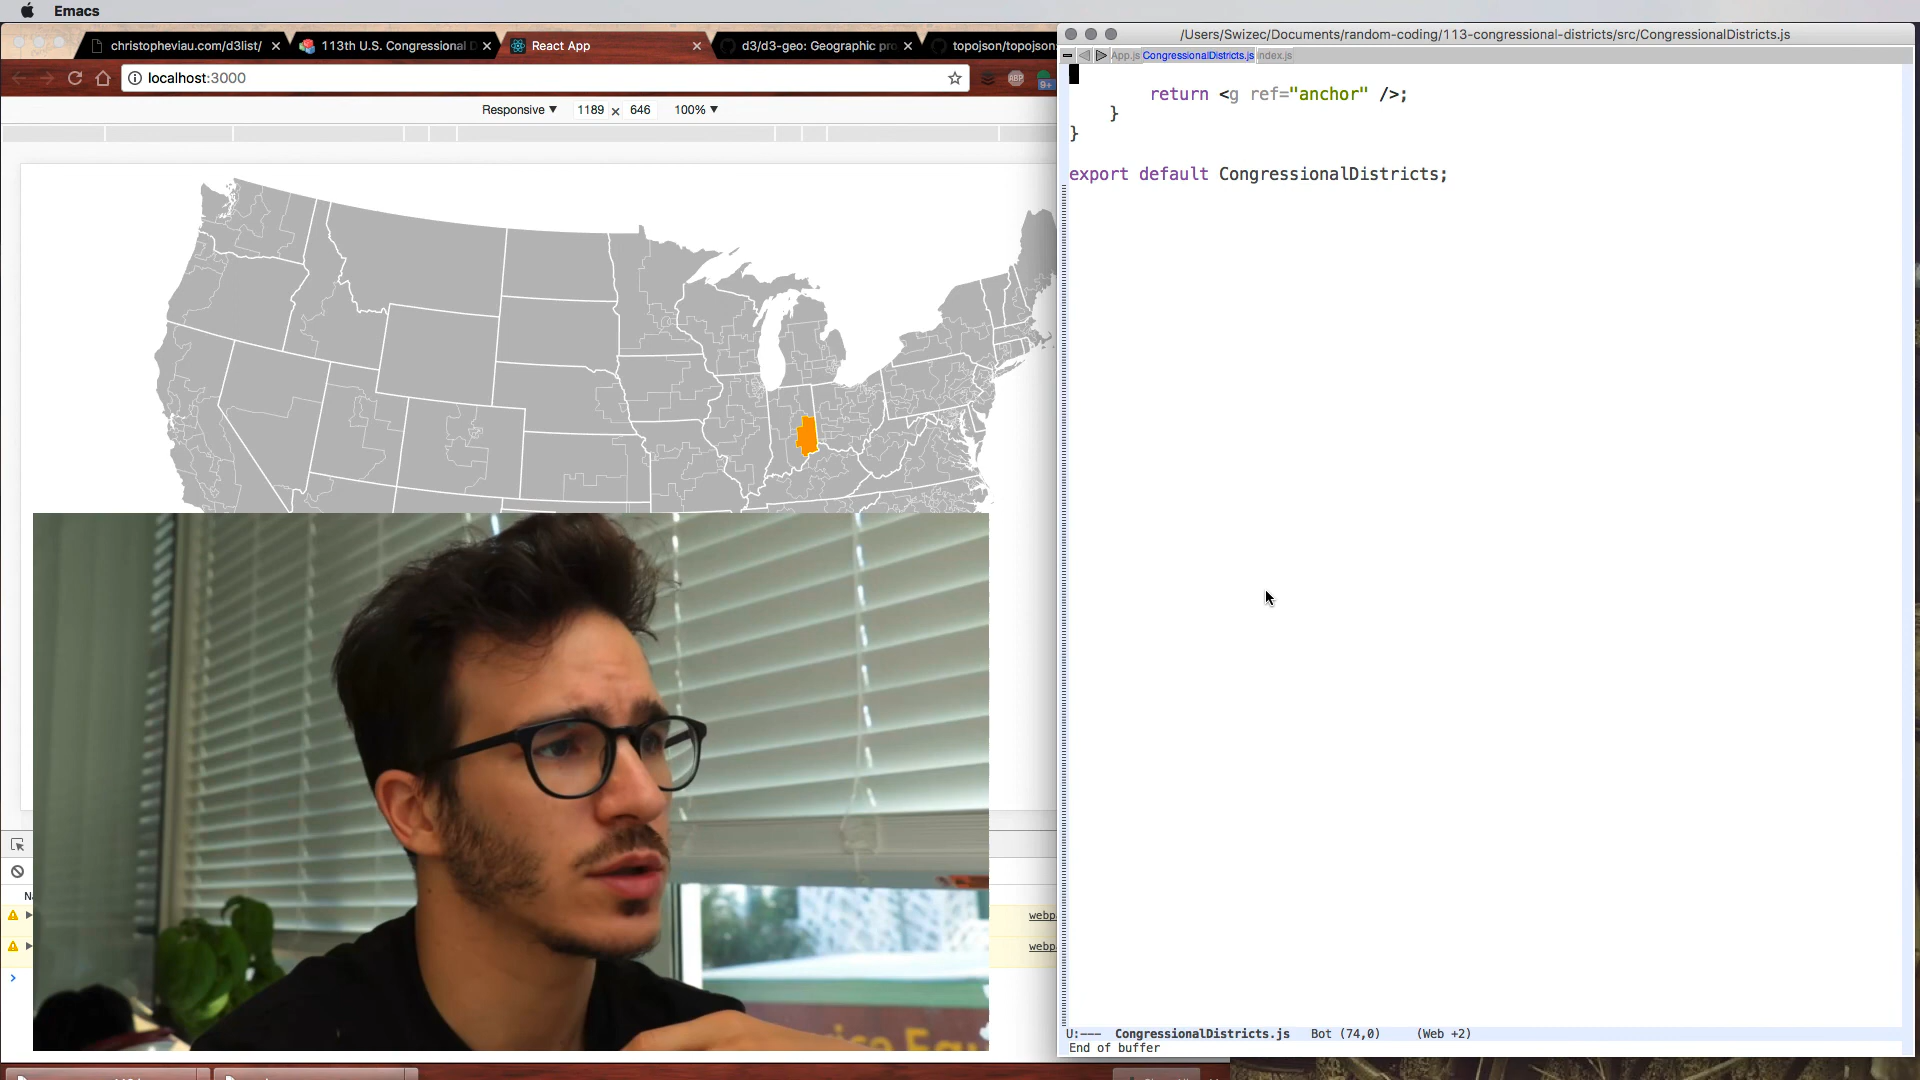 Emacs
christopheviau.com/d3list/
113th U.S. Congressional D
React App
d3/d3-geo: Geographic pro
topojson/topojson:
localhost:3000
ABP
9+
Responsive ▼ 1189 × 646 100% ▼
webp
webp
/Users/Swizec/Documents/random-coding/113-congressional-districts/src/CongressionalDistricts.js
App.js CongressionalDistricts.js index.js
return <g ref="anchor" />;
}
}
export default CongressionalDistricts;
U:--- CongressionalDistricts.js Bot (74,0) (Web +2)
End of buffer